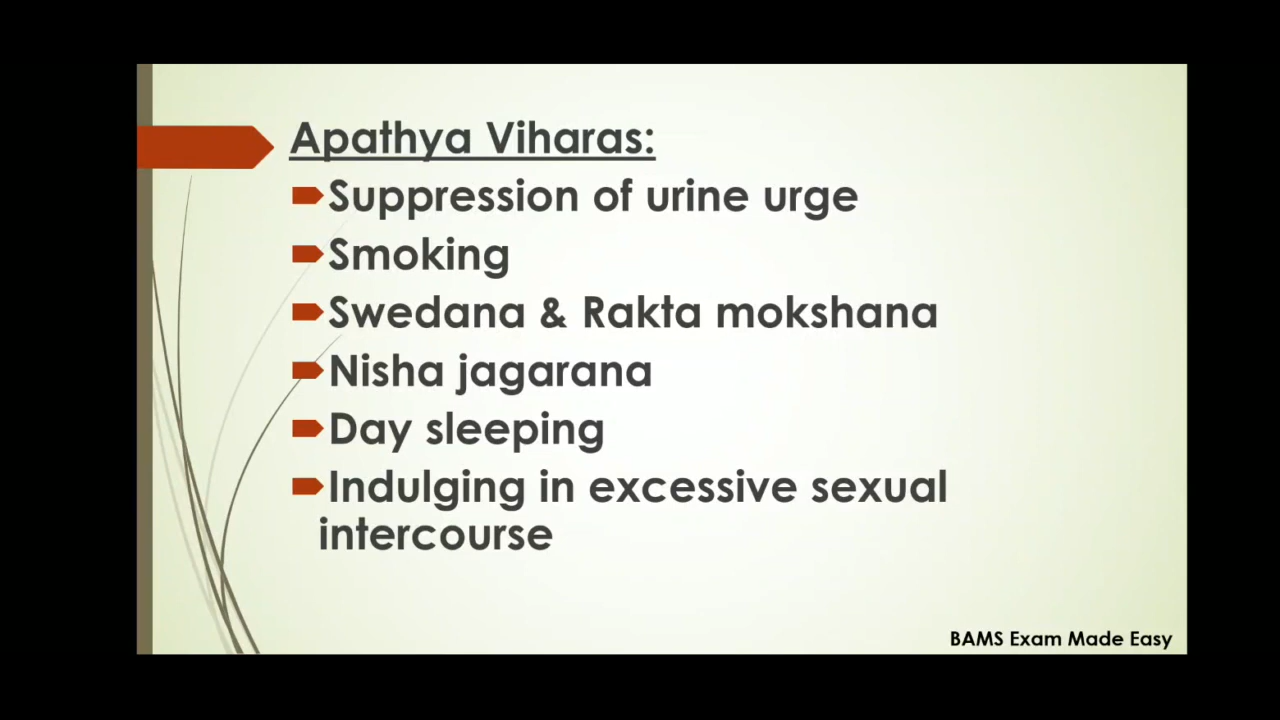 Apathya Viharas:
Suppression of urine urge
Smoking
Swedana & Rakta mokshana
Nisha jagarana
Day sleeping
Indulging in excessive sexual
intercourse
BAMS Exam Made Easy